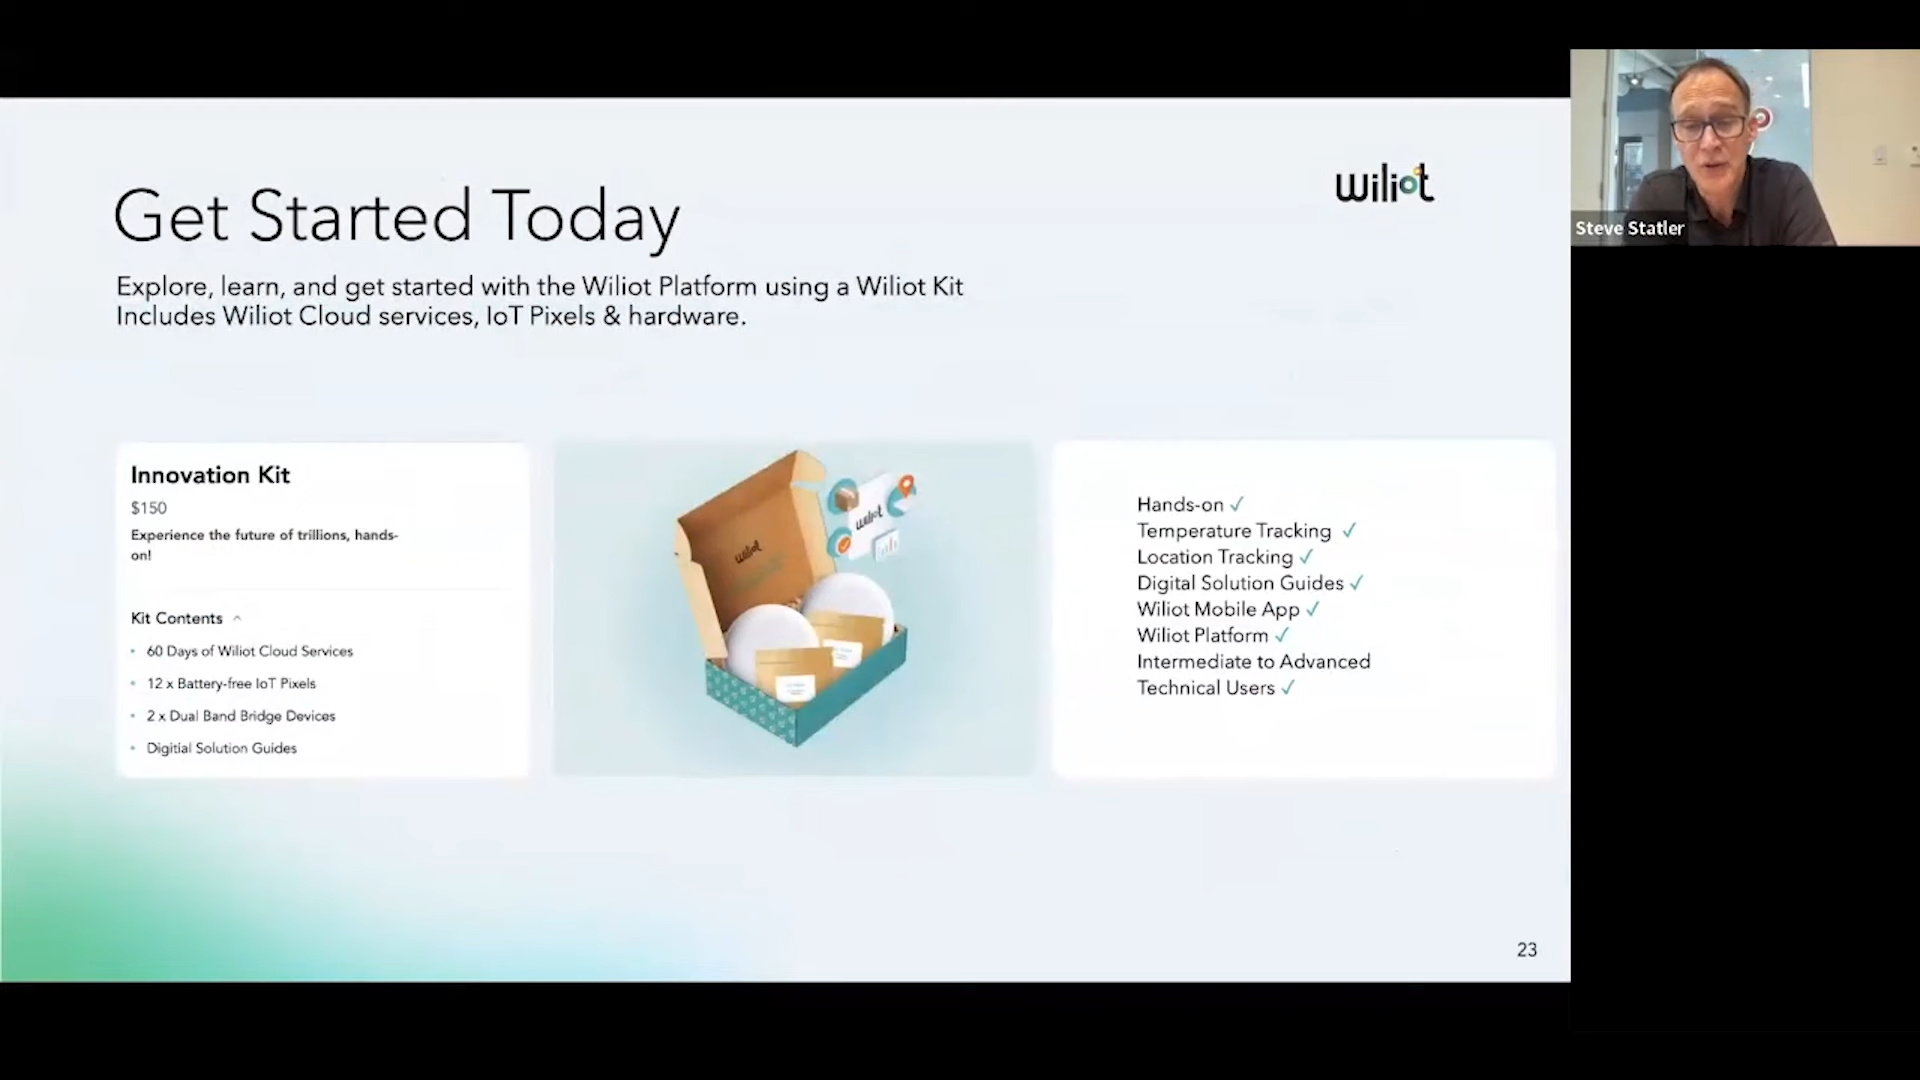 Get Started Today
wiliot
Explore, learn, and get started with the Wiliot Platform using a Wiliot Kit
Includes Wiliot Cloud services, IoT Pixels & hardware.
Steve Statler
Innovation Kit
$150
Experience the future of trillions, hands-
on!
Kit Contents
• 60 Days of Wiliot Cloud Services
• 12 x Battery-free IoT Pixels
• 2 x Dual Band Bridge Devices
• Digitial Solution Guides
wiliot
wiliot
Hands-on ✓
Temperature Tracking ✓
Location Tracking ✓
Digital Solution Guides ✓
Wiliot Mobile App ✓
Wiliot Platform ✓
Intermediate to Advanced
Technical Users ✓
23